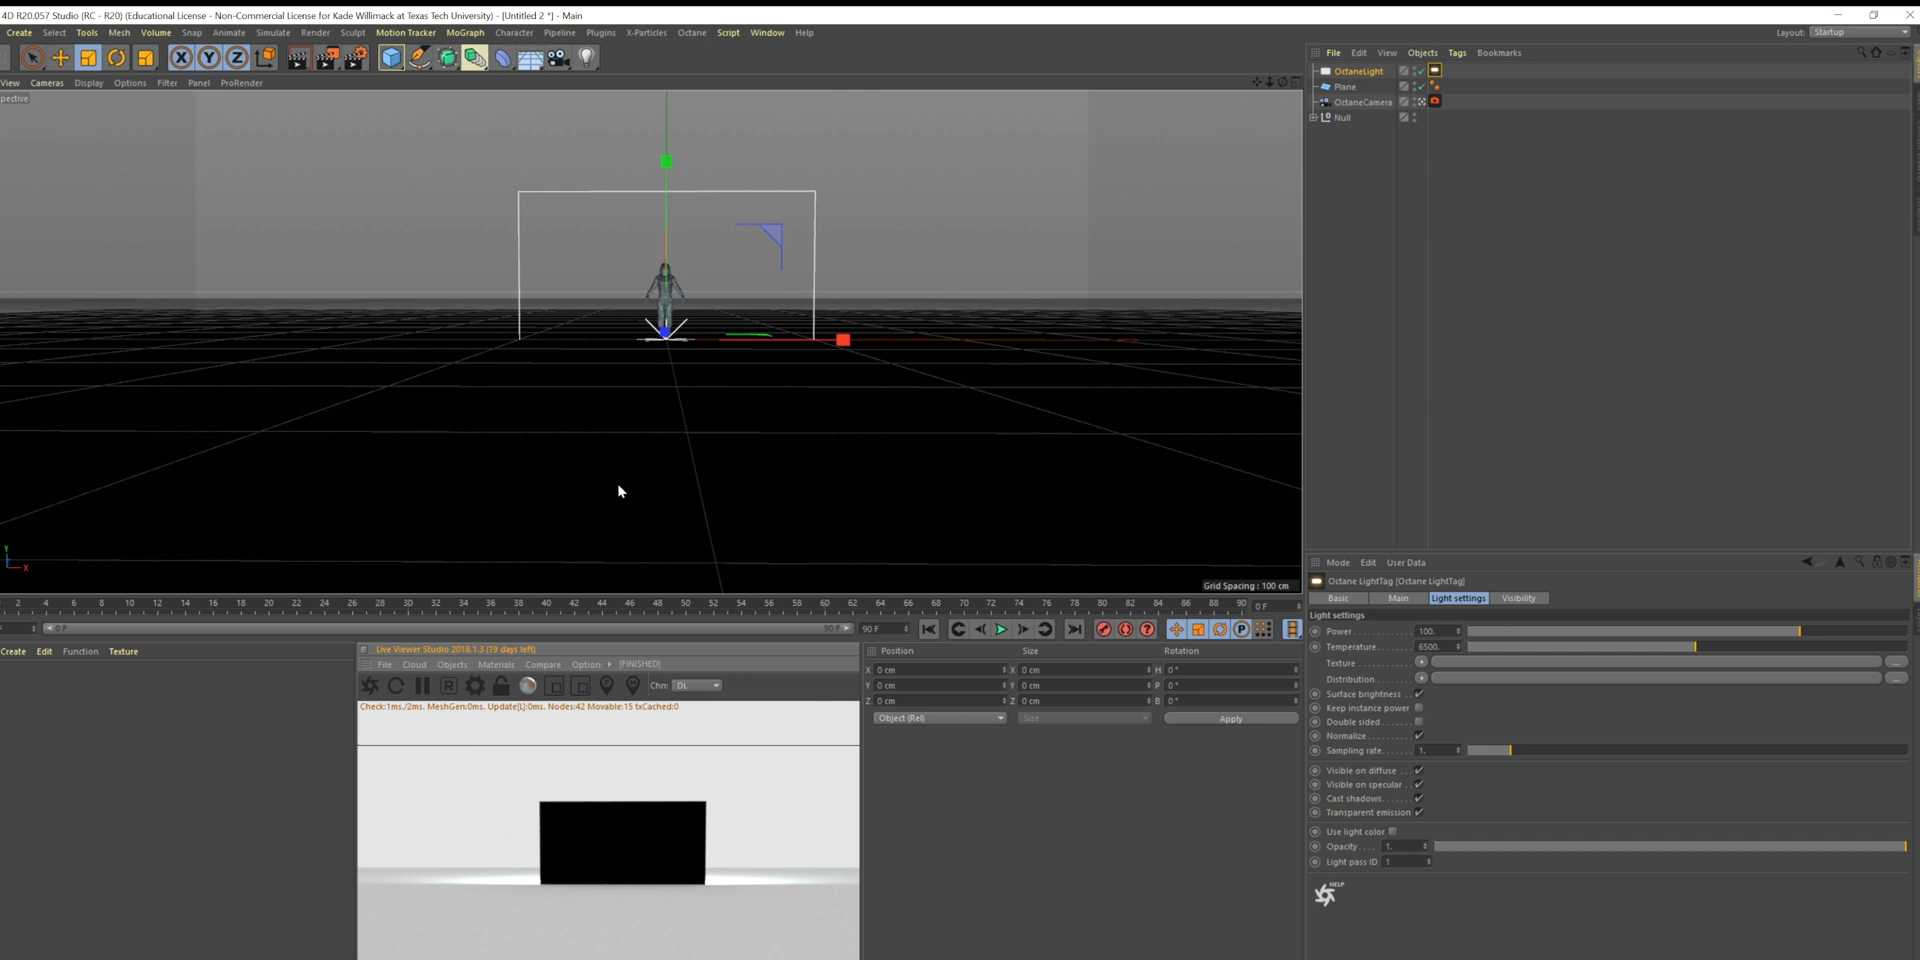 4D R20.057 Studio (RC - R20) (Educational License - Non-Commercial License for Kade Willimack at Texas Tech University) - [Untitled 2 *] - Main
Create Select Tools Mesh Volume Snap Animate Simulate Render Sculpt Motion Tracker MoGraph Character Pipeline Plugins X-Particles Octane Script Window Help
Layout: Startup
X Y Z
File Edit View Objects Tags Bookmarks
View Cameras Display Options Filter Panel ProRender
pective
OctaneLight
Plane
OctaneCamera
Null
Y
X
Grid Spacing : 100 cm
Mode Edit User Data
Octane LightTag [Octane LightTag]
Basic Main Light settings Visibility
Light settings
Power 100.
Temperature 6500.
Texture ...
Distribution ...
Surface brightness
Keep instance power
Double sided
Normalize
Sampling rate 1.
Visible on diffuse
Visible on specular
Cast shadows
Transparent emission
Use light color
Opacity 1.
Light pass ID 1
HELP
2 4 6 8 10 12 14 16 18 20 22 24 26 28 30 32 34 36 38 40 42 44 46 48 50 52 54 56 58 60 62 64 66 68 70 72 74 76 78 80 82 84 86 88 90 0 F
F 0 F 90 F 90 F
Create Edit Function Texture
Live Viewer Studio 2018.1.3 (19 days left)
File Cloud Objects Materials Compare Option: [FINISHED]
R Chn: DL
Check:1ms./2ms. MeshGen:0ms. Update[L]:0ms. Nodes:42 Movable:15 txCached:0
Position Size Rotation
X 0 cm X 0 cm H 0 °
Y 0 cm Y 0 cm P 0 °
Z 0 cm Z 0 cm B 0 °
Object (Rel) Size Apply